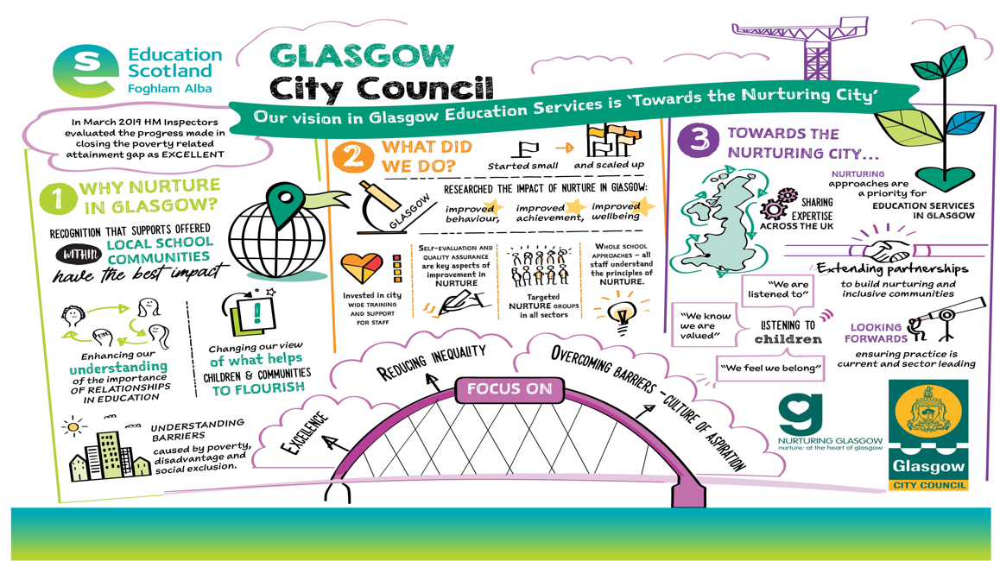 Education
Scotland
Foghlam Alba
GLASGOW
City Council
Our vision in Glasgow Education Services is ‘Towards the Nurturing City’
In March 2019 HM Inspectors
evaluated the progress made in
closing the poverty related
attainment gap as EXCELLENT
1
WHY NURTURE
IN GLASGOW?
RECOGNITION THAT SUPPORTS OFFERED
WITHIN LOCAL SCHOOL
COMMUNITIES
have the best impact
Enhancing our
understanding
of the importance
OF RELATIONSHIPS
IN EDUCATION
Changing our view
of what helps
CHILDREN & COMMUNITIES
TO FLOURISH
UNDERSTANDING
BARRIERS
caused by poverty,
disadvantage and
social exclusion.
2
WHAT DID
WE DO?
Started small
and scaled up
GLASGOW
RESEARCHED THE IMPACT OF NURTURE IN GLASGOW:
improved
behaviour,
improved
achievement,
improved
wellbeing
Invested in city
WIDE TRAINING
AND SUPPORT
FOR STAFF
SELF-EVALUATION AND
QUALITY ASSURANCE
are key aspects of
improvement in
NURTURE
Targeted
NURTURE GROUPS
in all sectors
WHOLE SCHOOL
APPROACHES – all
staff understand
the principles of
NURTURE.
FOCUS ON
EXCELLENCE
REDUCING INEQUALITY
OVERCOMING BARRIERS – CULTURE OF ASPIRATION
3
TOWARDS THE
NURTURING CITY...
NURTURING
approaches are
a priority for
EDUCATION SERVICES
IN GLASGOW
SHARING
EXPERTISE
ACROSS THE UK
Extending partnerships
to build nurturing and
inclusive communities
“We are
listened to”
“We know
we are
valued”
LISTENING TO
children
“We feel we belong”
LOOKING
FORWARDS
ensuring practice is
current and sector leading
g
NURTURING GLASGOW
nurture: at the heart of glasgow
Glasgow
CITY COUNCIL